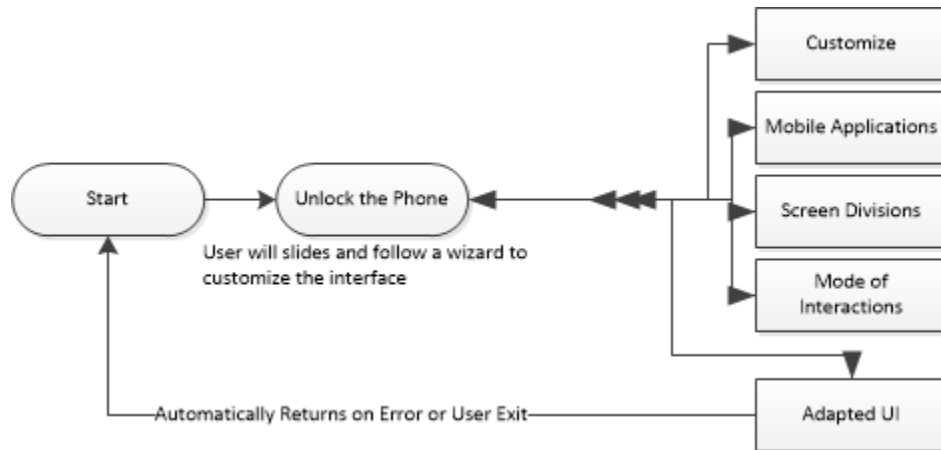 Customize
Mobile Applications
Start
Unlock the Phone
Screen Divisions
User will slides and follow a wizard to
customize the interface
Mode of
Interactions
Automatically Returns on Error or User Exit
Adapted UI